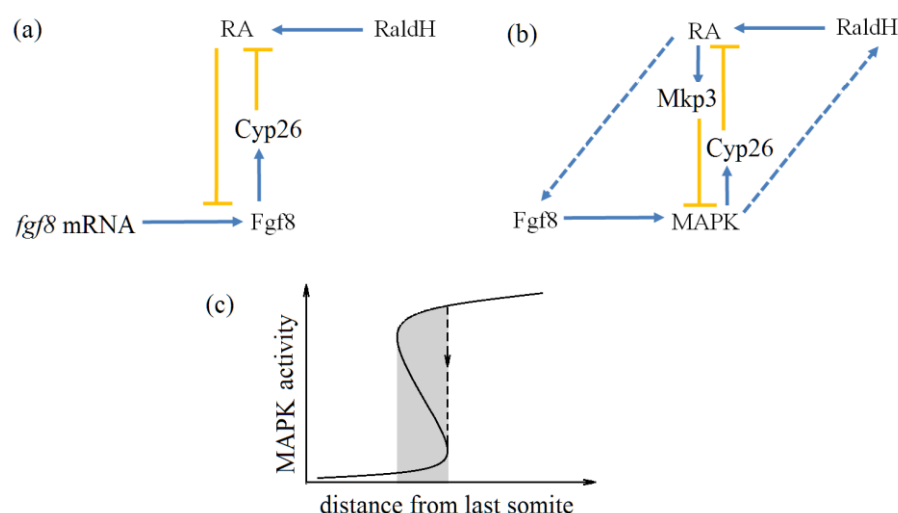 (a)
RA
RaldH
Cyp26
fgf8 mRNA
Fgf8
(b)
RA
RaldH
Mkp3
Cyp26
Fgf8
MAPK
(c)
MAPK activity
distance from last somite